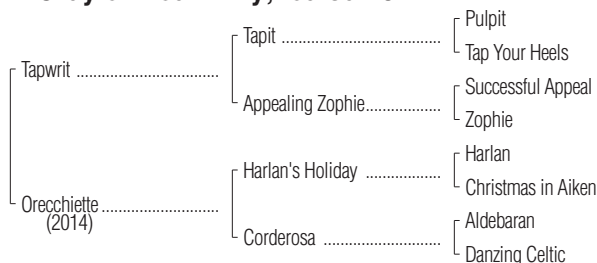 Pulpit
Tapit
Tap Your Heels
Tapwrit
Successful Appeal
Appealing Zophie
Zophie
Harlan
Harlan's Holiday
Christmas in Aiken
Orecchiette
(2014)
Aldebaran
Corderosa
Danzing Celtic